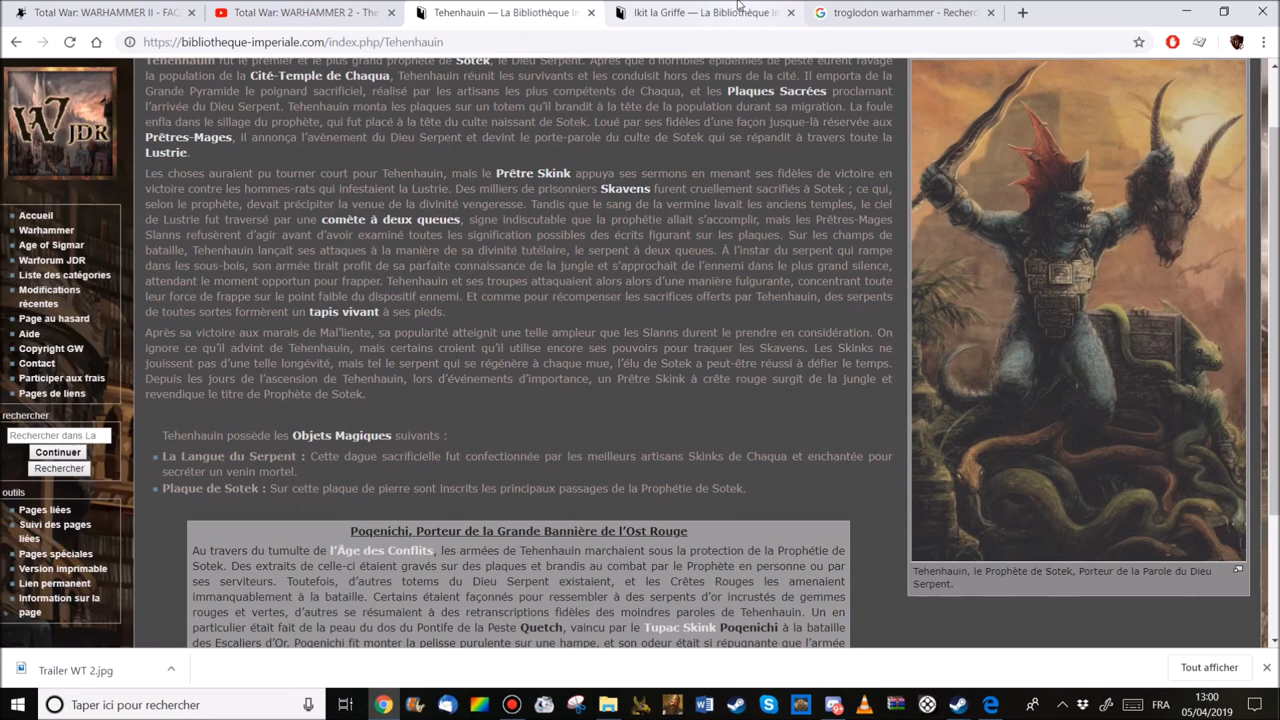 Total War: WARHAMMER II - FAQ
Total War: WARHAMMER 2 - The
Tehenhauin — La Bibliothèque Im
Ikit la Griffe — La Bibliothèque In
troglodon warhammer - Recherc
https://bibliotheque-imperiale.com/index.php/Tehenhauin
Tehenhauin fut le premier et le plus grand prophète de Sotek, le Dieu Serpent. Après que d'horribles épidémies de peste eurent ravagé
la population de la Cité-Temple de Chaqua, Tehenhauin réunit les survivants et les conduisit hors des murs de la cité. Il emporta de la
Grande Pyramide le poignard sacrificiel, réalisé par les artisans les plus compétents de Chaqua, et les Plaques Sacrées proclamant
l'arrivée du Dieu Serpent. Tehenhauin monta les plaques sur un totem qu'il brandit à la tête de la population durant sa migration. La foule
enfla dans le sillage du prophète, qui fut placé à la tête du culte naissant de Sotek. Loué par ses fidèles d'une façon jusque-là réservée aux
Prêtres-Mages, il annonça l'avènement du Dieu Serpent et devint le porte-parole du culte de Sotek qui se répandit à travers toute la
Lustrie.
Les choses auraient pu tourner court pour Tehenhauin, mais le Prêtre Skink appuya ses sermons en menant ses fidèles de victoire en
victoire contre les hommes-rats qui infestaient la Lustrie. Des milliers de prisonniers Skavens furent cruellement sacrifiés à Sotek ; ce qui,
selon le prophète, devait précipiter la venue de la divinité vengeresse. Tandis que le sang de la vermine lavait les anciens temples, le ciel
de Lustrie fut traversé par une comète à deux queues, signe indiscutable que la prophétie allait s'accomplir, mais les Prêtres-Mages
Slanns refusèrent d'agir avant d'avoir examiné toutes les signification possibles des écrits figurant sur les plaques. Sur les champs de
bataille, Tehenhauin lançait ses attaques à la manière de sa divinité tutélaire, le serpent à deux queues. À l'instar du serpent qui rampe
dans les sous-bois, son armée tirait profit de sa parfaite connaissance de la jungle et s'approchait de l'ennemi dans le plus grand silence,
attendant le moment opportun pour frapper. Tehenhauin et ses troupes attaquaient alors alors d'une manière fulgurante, concentrant toute
leur force de frappe sur le point faible du dispositif ennemi. Et comme pour récompenser les sacrifices offerts par Tehenhauin, des serpents
de toutes sortes formèrent un tapis vivant à ses pieds.
Après sa victoire aux marais de Mal'liente, sa popularité atteignit une telle ampleur que les Slanns durent le prendre en considération. On
ignore ce qu'il advint de Tehenhauin, mais certains croient qu'il utilise encore ses pouvoirs pour traquer les Skavens. Les Skinks ne
jouissent pas d'une telle longévité, mais tel le serpent qui se régénère à chaque mue, l'élu de Sotek a peut-être réussi à défier le temps.
Depuis les jours de l'ascension de Tehenhauin, lors d'événements d'importance, un Prêtre Skink à crête rouge surgit de la jungle et
revendique le titre de Prophète de Sotek.
Tehenhauin possède les Objets Magiques suivants :
La Langue du Serpent : Cette dague sacrificielle fut confectionnée par les meilleurs artisans Skinks de Chaqua et enchantée pour
secréter un venin mortel.
Plaque de Sotek : Sur cette plaque de pierre sont inscrits les principaux passages de la Prophétie de Sotek.
Poqenichi, Porteur de la Grande Bannière de l'Ost Rouge
Au travers du tumulte de l'Âge des Conflits, les armées de Tehenhauin marchaient sous la protection de la Prophétie de
Sotek. Des extraits de celle-ci étaient gravés sur des plaques et brandis au combat par le Prophète en personne ou par
ses serviteurs. Toutefois, d'autres totems du Dieu Serpent existaient, et les Crêtes Rouges les amenaient
immanquablement à la bataille. Certains étaient façonnés pour ressembler à des serpents d'or incrustés de gemmes
rouges et vertes, d'autres se résumaient à des retranscriptions fidèles des moindres paroles de Tehenhauin. Un en
particulier était fait de la peau du dos du Pontife de la Peste Quetch, vaincu par le Tupac Skink Poqenichi à la bataille
des Escaliers d'Or. Poqenichi fit monter la pelisse purulente sur une hampe, et son odeur était si répugnante que l'armée
Tehenhauin, le Prophète de Sotek, Porteur de la Parole du Dieu
Serpent.
W JDR
Accueil
Warhammer
Age of Sigmar
Warforum JDR
Liste des catégories
Modifications
récentes
Page au hasard
Aide
Copyright GW
Contact
Participer aux frais
Pages de liens
rechercher
Rechercher dans La
Continuer
Rechercher
outils
Pages liées
Suivi des pages
liées
Pages spéciales
Version imprimable
Lien permanent
Information sur la
page
Trailer WT 2.jpg
Tout afficher
Taper ici pour rechercher
FRA
13:00
05/04/2019